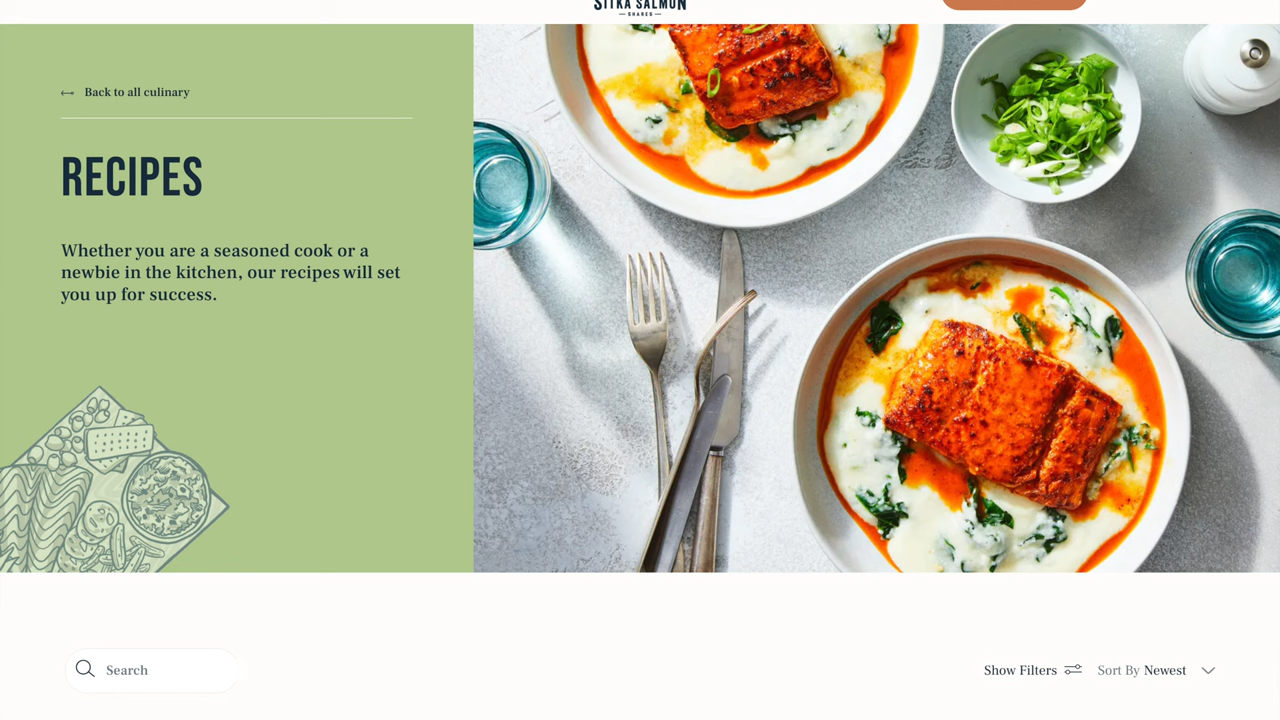 SITKA SALMON
SHARES
Back to all culinary
RECIPES
Whether you are a seasoned cook or a
newbie in the kitchen, our recipes will set
you up for success.
Search
Show Filters
Sort By Newest